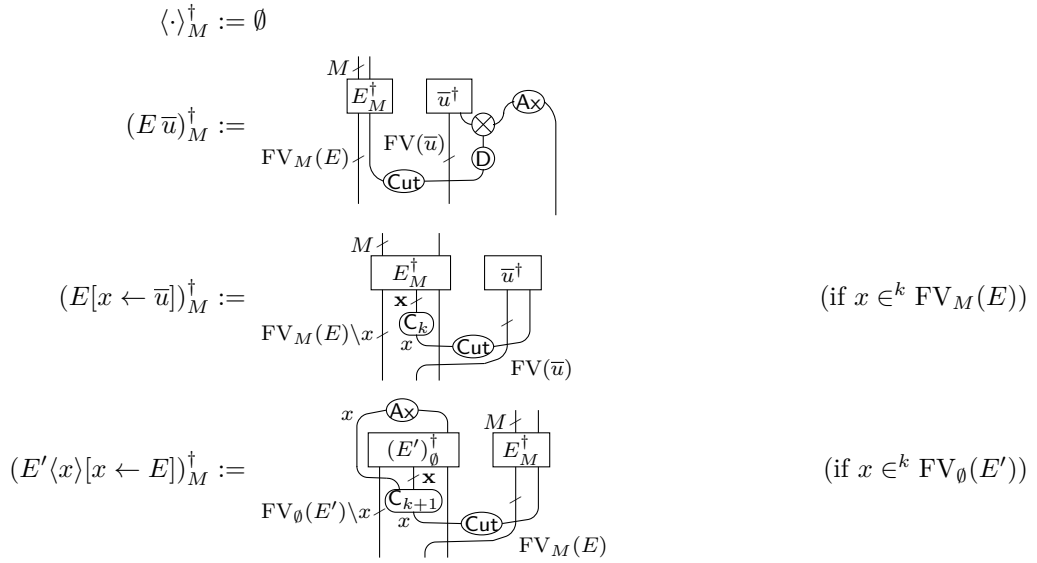 ⟨·⟩†M := ∅
M
E†M u̅† Ax
(E u̅)†M := ⊗
FV(u̅)
FVM(E) D
Cut
M
E†M u̅†
(E[x ← u̅])†M := x (if x ∈ᵏ FVM(E))
FVM(E)\x Ck
x Cut
FV(u̅)
x Ax M
(E′)†∅ E†M
(E′⟨x⟩[x ← E])†M := x (if x ∈ᵏ FV∅(E′))
FV∅(E′)\x Ck+1
x Cut
FVM(E)